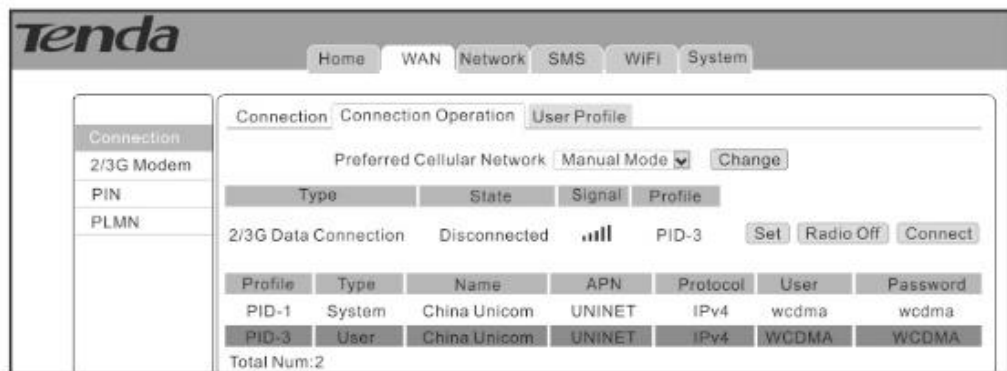 Tenda
Home WAN Network SMS WiFi System
Connection Connection Operation User Profile
Connection
2/3G Modem
PIN
PLMN
Preferred Cellular Network Manual Mode Change
Type State Signal Profile
2/3G Data Connection Disconnected PID-3 Set Radio Off Connect
Profile Type Name APN Protocol User Password
PID-1 System China Unicom UNINET IPv4 wcdma wcdma
PID-3 User China Unicom UNINET IPv4 WCDMA WCDMA
Total Num:2